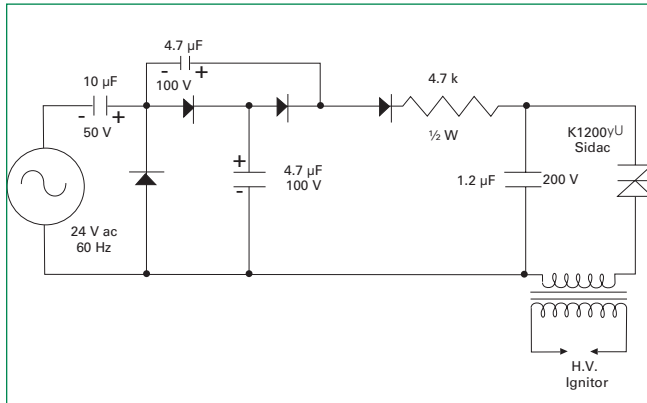 4.7 µF
- +
100 V
10 µF
- +
50 V
4.7 k
½ W
K1200yU
Sidac
+
4.7 µF
100 V
-
1.2 µF
200 V
24 V ac
60 Hz
H.V.
Ignitor